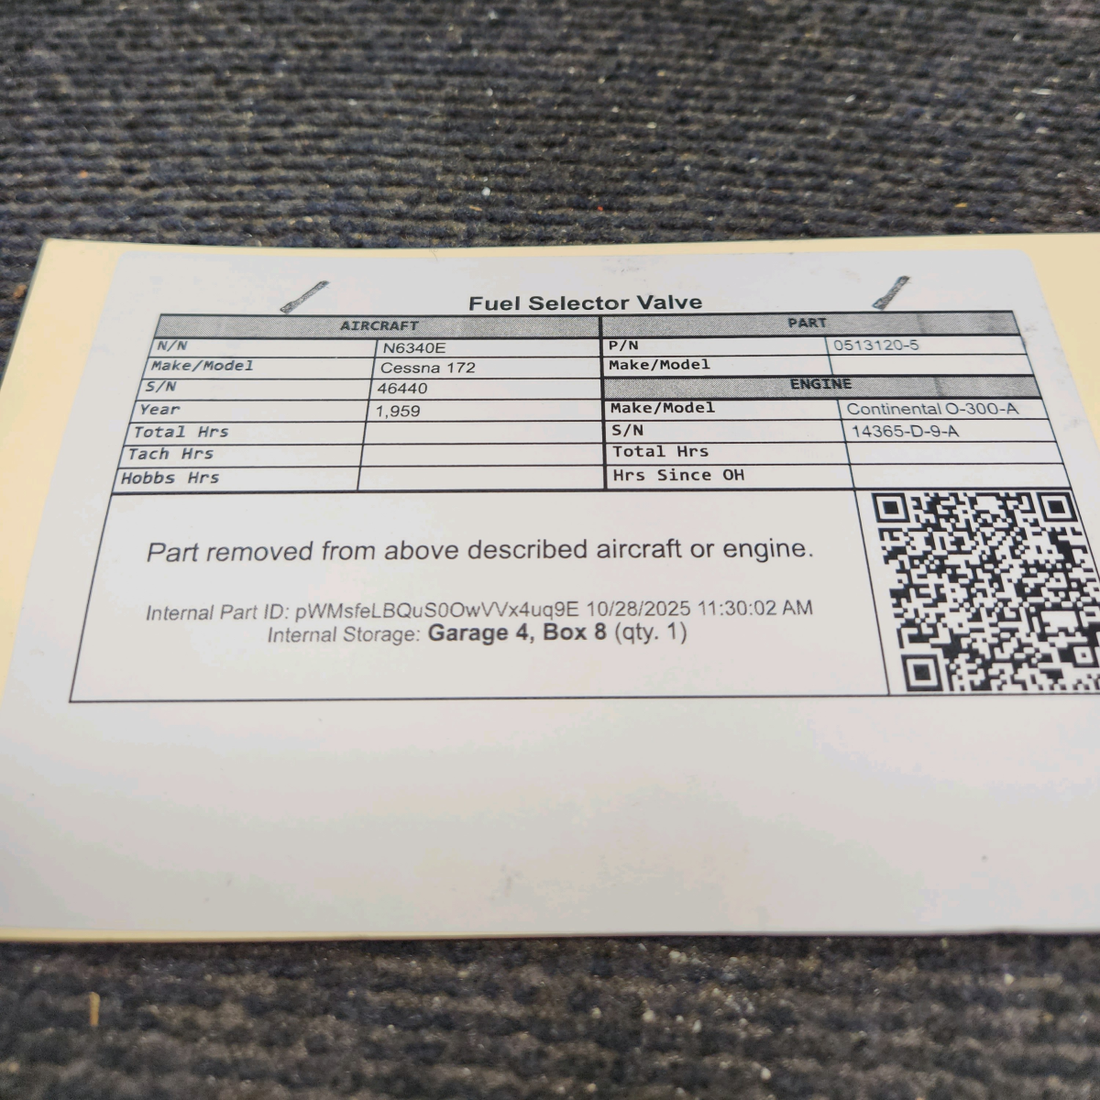 Fuel Selector Valve
AIRCRAFT PART
N/N N6340E P/N 0513120-5
Make/Model Cessna 172 Make/Model
S/N 46440 ENGINE
Year 1,959 Make/Model Continental O-300-A
Total Hrs S/N 14365-D-9-A
Tach Hrs Total Hrs
Hobbs Hrs Hrs Since OH
Part removed from above described aircraft or engine.
Internal Part ID: pWMsfeLBQuS0OwVVx4uq9E 10/28/2025 11:30:02 AM
Internal Storage: Garage 4, Box 8 (qty. 1)